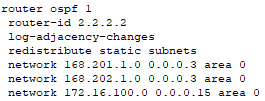 router ospf 1
router-id 2.2.2.2
log-adjacency-changes
redistribute static subnets
network 168.201.1.0 0.0.0.3 area 0
network 168.202.1.0 0.0.0.3 area 0
network 172.16.100.0 0.0.0.15 area 0